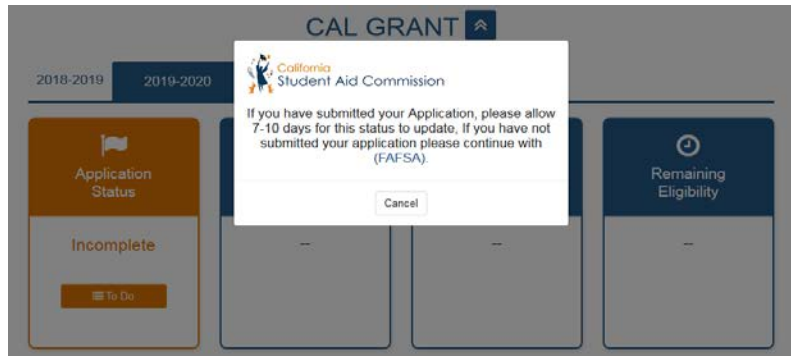 CAL GRANT
2018-2019
2019-2020
California
Student Aid Commission
If you have submitted your Application, please allow
7-10 days for this status to update, If you have not
submitted your application please continue with
(FAFSA).
Cancel
Application
Status
Remaining
Eligibility
Incomplete
--
--
--
To Do